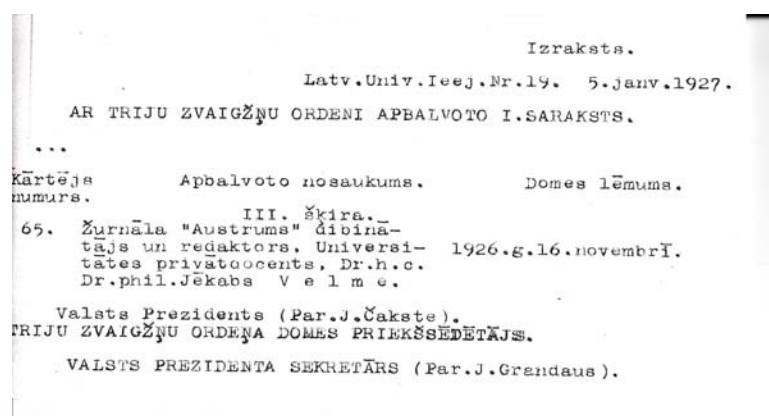 Izraksts.
Latv.Univ.Ieej.Nr.19. 5.janv.1927.
AR TRIJU ZVAIGŽŅU ORDENI APBALVOTO I.SARAKSTS.
...
Kārtējs Apbalvoto nosaukums. Domes lēmums.
numurs.
III. šķira.
65. Žurnāla "Austrums" dibinā-
tājs un redaktors, Universi- 1926.g.16.novembrī.
tātes privātdocents, Dr.h.c.
Dr.phil.Jēkabs V e l m e.
Valsts Prezidents (Par.J.Čakste).
TRIJU ZVAIGŽŅU ORDEŅA DOMES PRIEKŠSĒDĒTĀJS.
VALSTS PREZIDENTA SEKRETĀRS (Par.J.Grandaus).